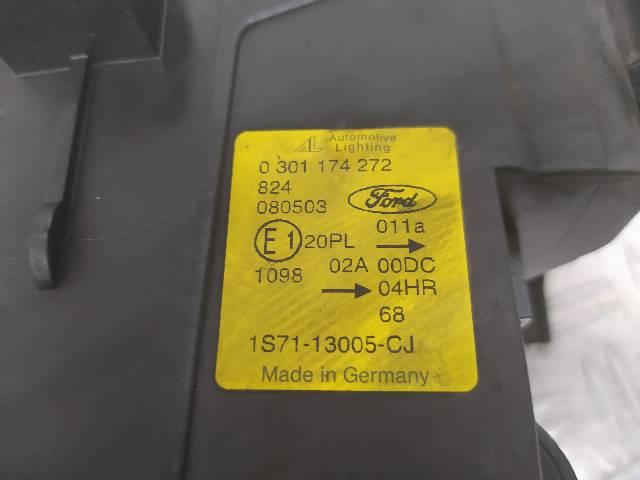 AL Automotive
Lighting
0 301 174 272
824
080503 Ford
E1 20PL 011a →
1098 02A 00DC
→ 04HR
68
1S71-13005-CJ
Made in Germany